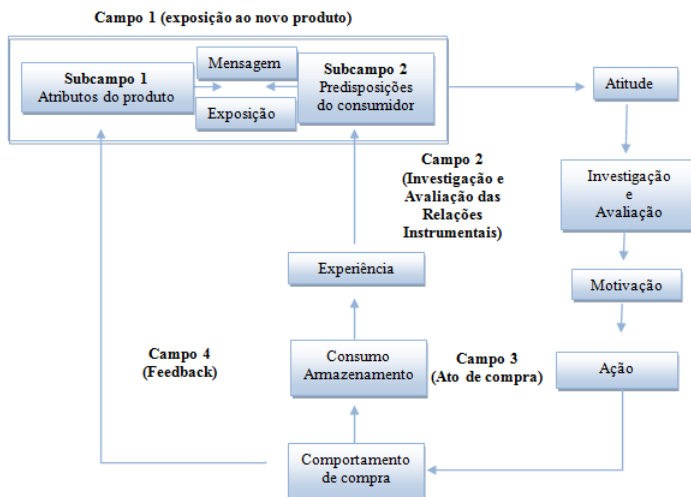 Campo 1 (exposição ao novo produto)
Subcampo 1
Atributos do produto
Mensagem
Exposição
Subcampo 2
Predisposições
do consumidor
Atitude
Campo 2
(Investigação e
Avaliação das
Relações
Instrumentais)
Investigação
e
Avaliação
Experiência
Motivação
Campo 4
(Feedback)
Consumo
Armazenamento
Campo 3
(Ato de compra)
Ação
Comportamento
de compra